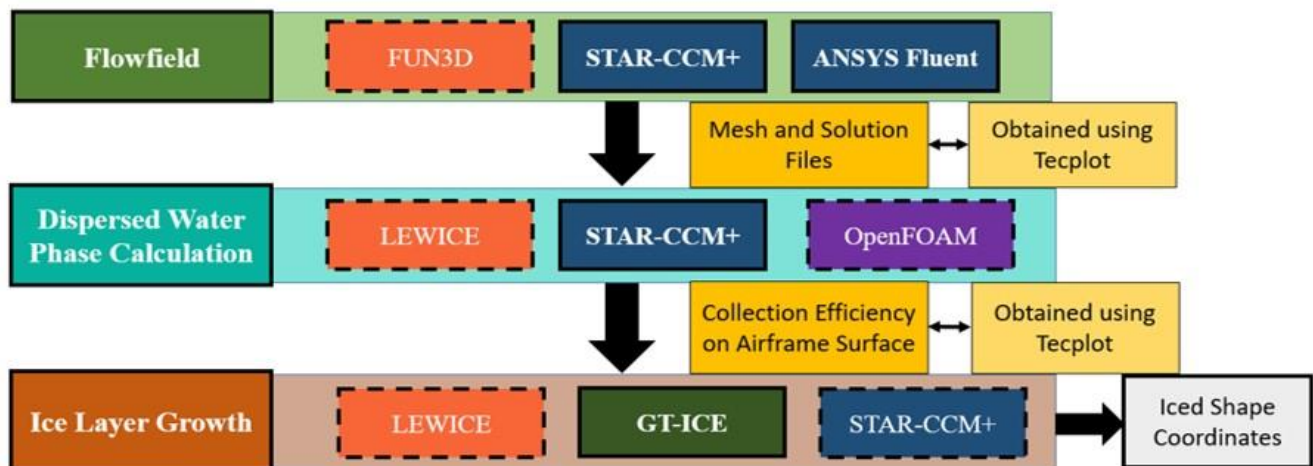 Flowfield
FUN3D
STAR-CCM+
ANSYS Fluent
Mesh and Solution
Files
Obtained using
Tecplot
Dispersed Water
Phase Calculation
LEWICE
STAR-CCM+
OpenFOAM
Collection Efficiency
on Airframe Surface
Obtained using
Tecplot
Ice Layer Growth
LEWICE
GT-ICE
STAR-CCM+
Iced Shape
Coordinates